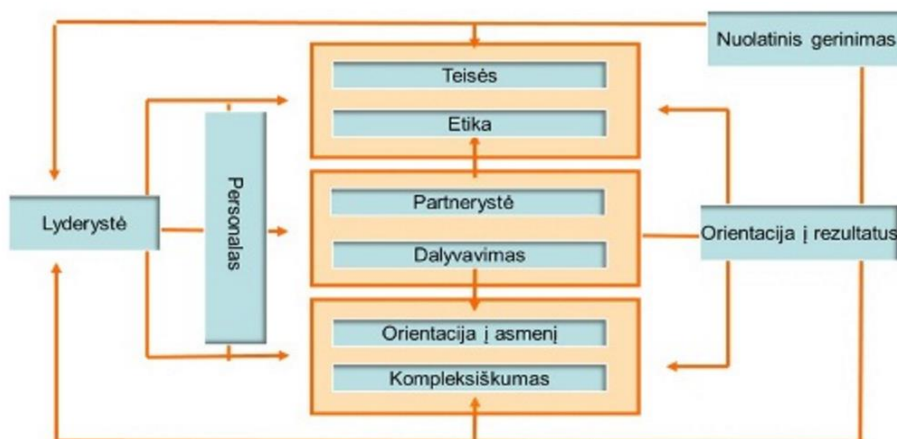 Nuolatinis gerinimas
Teisės
Etika
Personalas
Lyderystė
Partnerystė
Dalyvavimas
Orientacija į rezultatus
Orientacija į asmenį
Kompleksiškumas